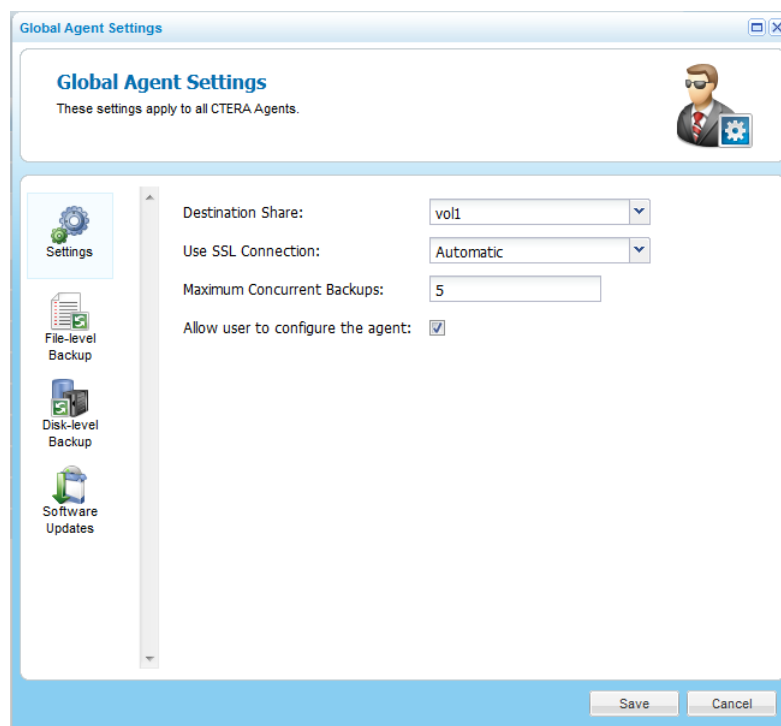 Global Agent Settings
Global Agent Settings
These settings apply to all CTERA Agents.
Settings
File-level
Backup
Disk-level
Backup
Software
Updates
Destination Share: vol1
Use SSL Connection: Automatic
Maximum Concurrent Backups: 5
Allow user to configure the agent:
Save Cancel